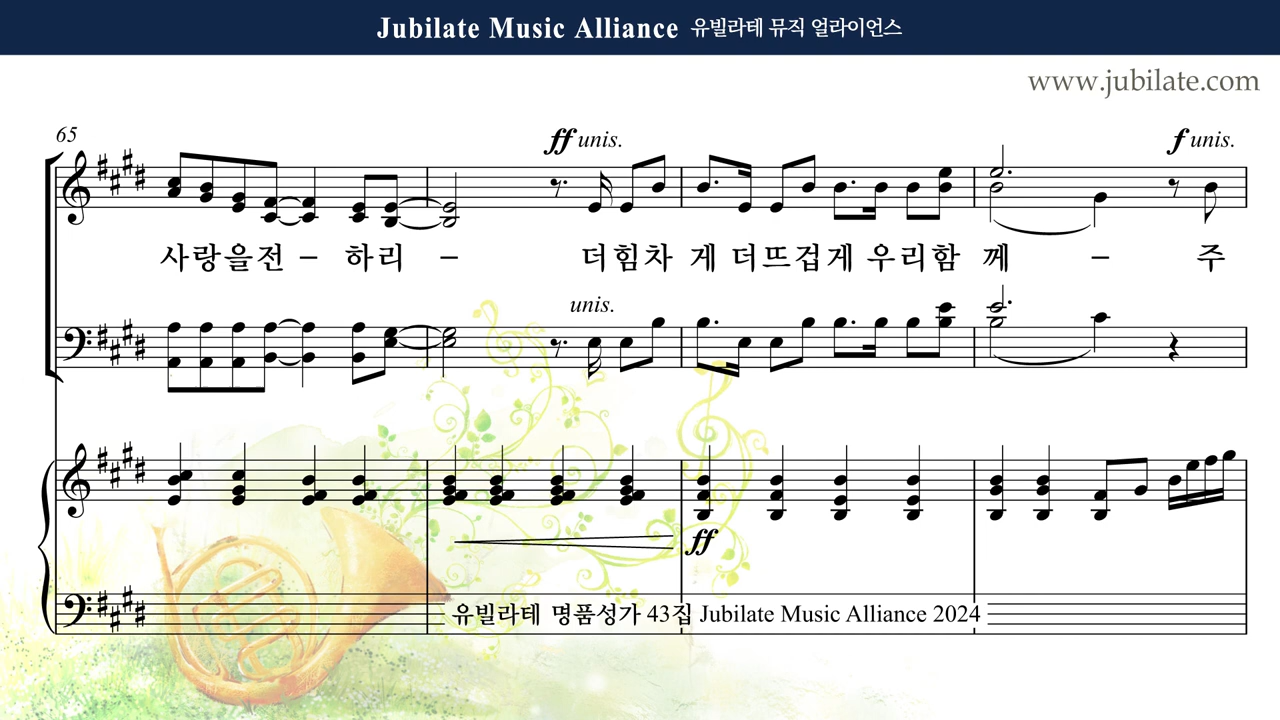 Jubilate Music Alliance 유빌라테 뮤직 얼라이언스
www.jubilate.com
65
ff unis. f unis.
사랑을전 – 하리 – 더힘차 게 더뜨겁게 우리함 께 – 주
unis.
ff
유빌라테 명품성가 43집 Jubilate Music Alliance 2024